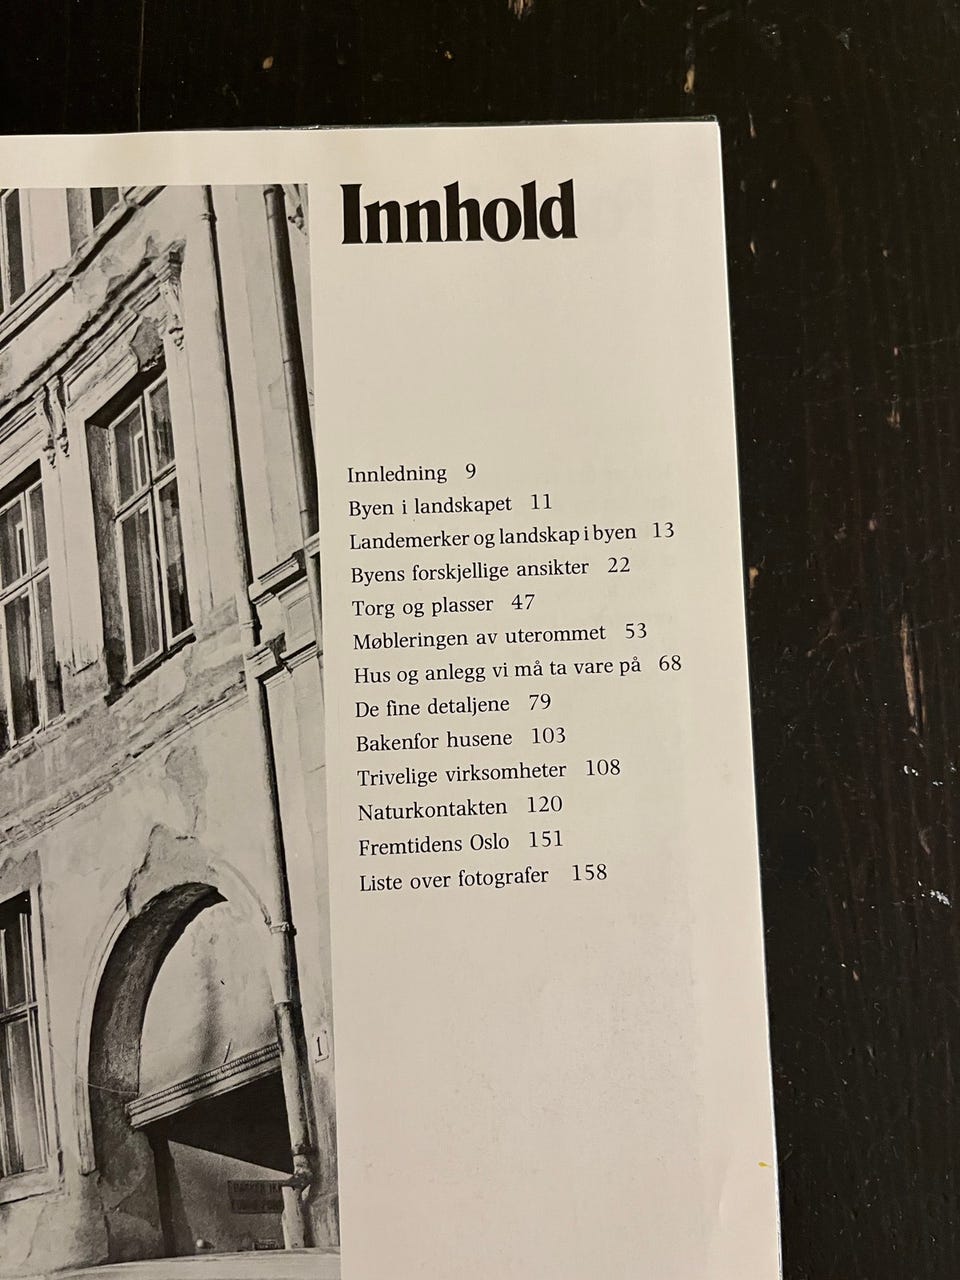 Innhold
Innledning 9
Byen i landskapet 11
Landemerker og landskap i byen 13
Byens forskjellige ansikter 22
Torg og plasser 47
Møbleringen av uterommet 53
Hus og anlegg vi må ta vare på 68
De fine detaljene 79
Bakenfor husene 103
Trivelige virksomheter 108
Naturkontakten 120
Fremtidens Oslo 151
Liste over fotografer 158
1